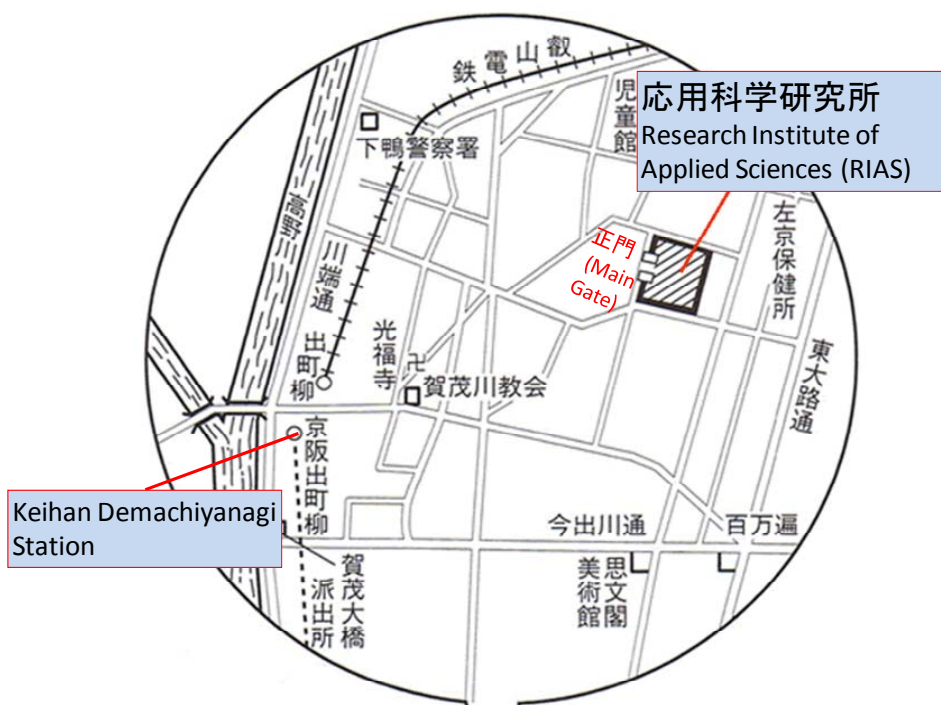 鉄電山叡
児童館
応用科学研究所
Research Institute of
Applied Sciences (RIAS)
下鴨警察署
高野
川端通
正門
(Main
Gate)
左京保健所
出町柳
光福寺
卍
賀茂川教会
東大路通
京阪出町柳
Keihan Demachiyanagi
Station
今出川通
百万遍
賀茂大橋
派出所
思文閣
美術館